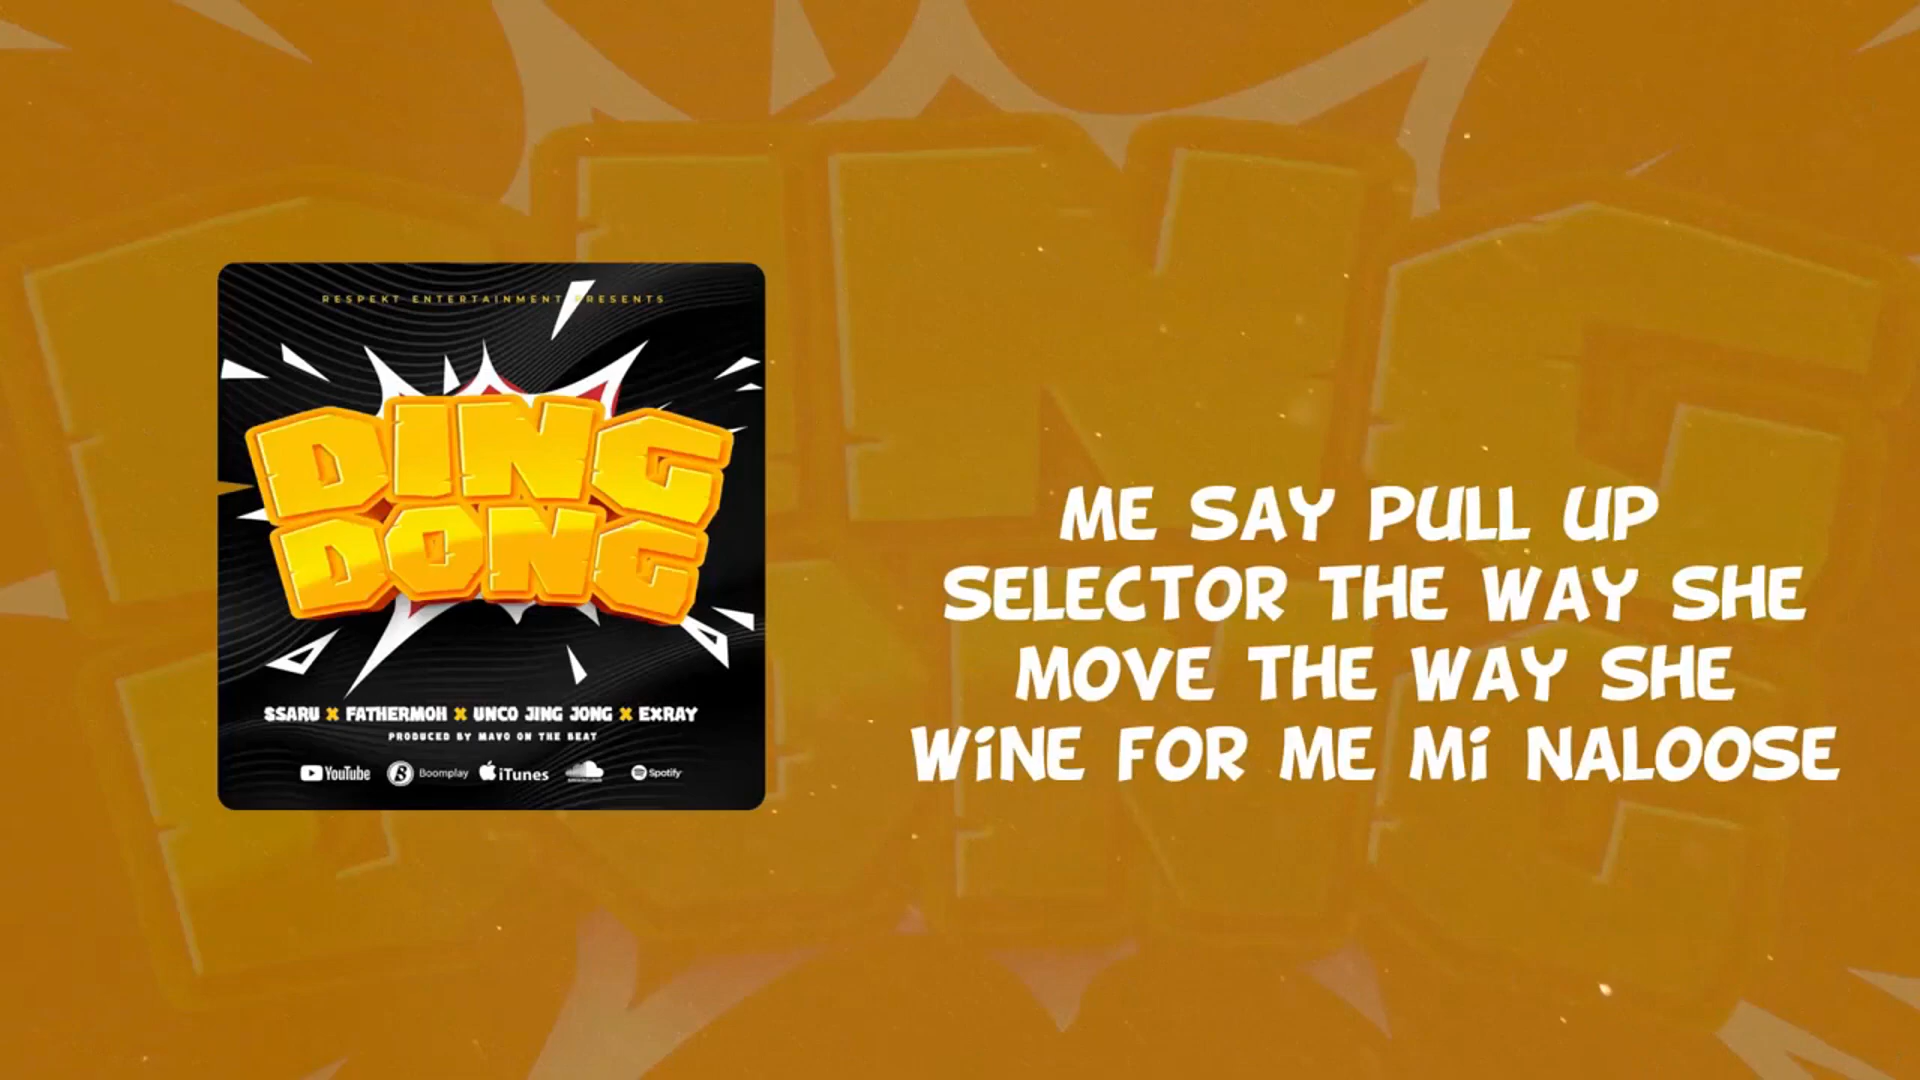 RESPEKT ENTERTAINMENT PRESENTS
DING
DONG
SSARU X FATHERMOH X UNCO JING JONG X EXRAY
PRODUCED BY MAVO ON THE BEAT
YouTube Boomplay iTunes SOUNDCLOUD Spotify
ME SAY PULL UP
SELECTOR THE WAY SHE
MOVE THE WAY SHE
WiNE FOR ME Mi NALOOSE